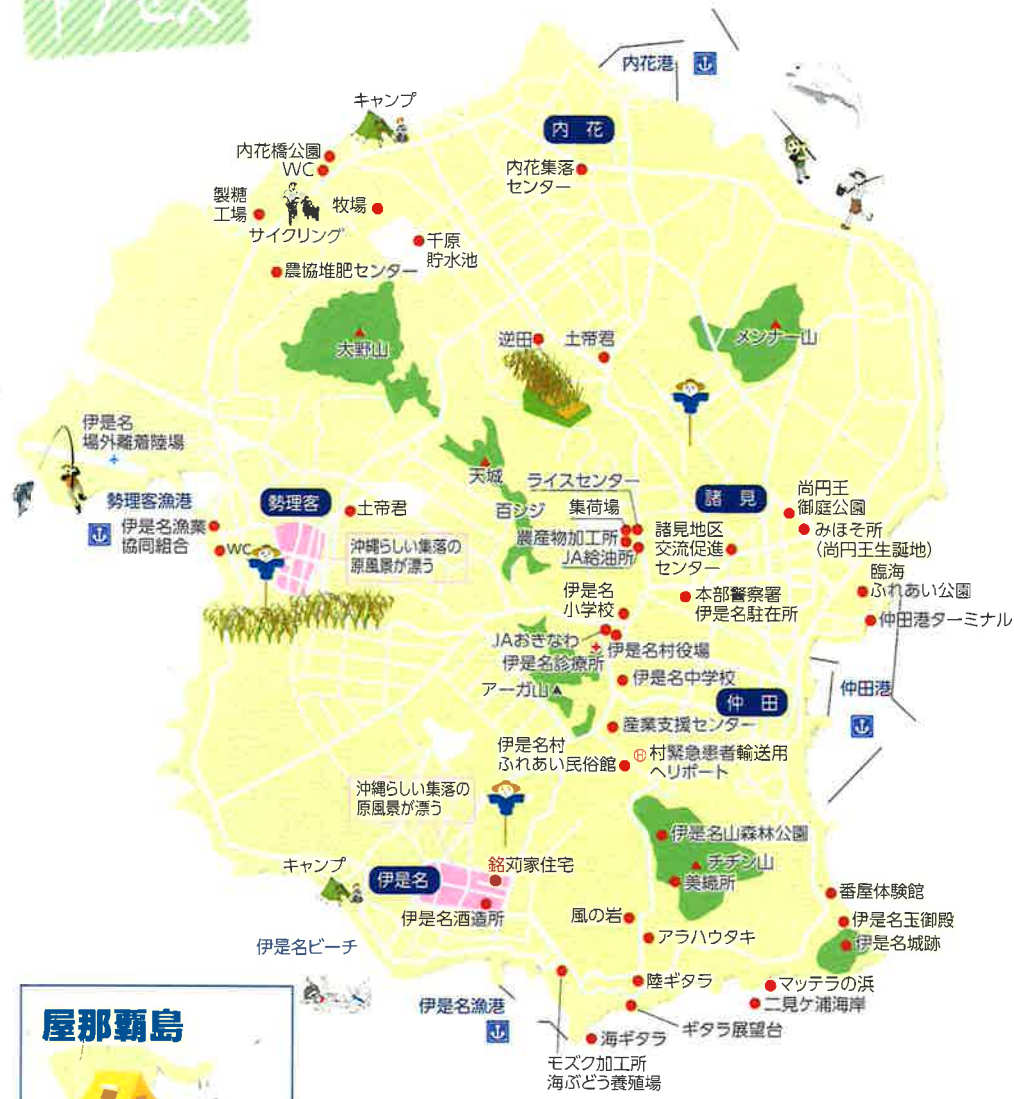 内花港
キャンプ
内花
内花橋公園
WC
内花集落
センター
製糖
工場
牧場
サイクリング
千原
貯水池
農協堆肥センター
大野山
逆田
土帝君
メンナー山
伊是名
場外離着陸場
勢理客漁港
伊是名漁業
協同組合
WC
勢理客
土帝君
沖縄らしい集落の
原風景が漂う
天城
百シジ
ライスセンター
集荷場
農産物加工所
JA給油所
諸見
諸見地区
交流促進
センター
尚円王
御庭公園
みほそ所
(尚円王生誕地)
臨海
ふれあい公園
仲田港ターミナル
本部警察署
伊是名駐在所
伊是名
小学校
JAおきなわ
伊是名村役場
伊是名診療所
アーガ山
伊是名中学校
仲田
仲田港
産業支援センター
伊是名村
ふれあい民俗館
H
村緊急患者輸送用
ヘリポート
沖縄らしい集落の
原風景が漂う
伊是名山森林公園
チヂン山
美織所
キャンプ
伊是名
銘苅家住宅
伊是名酒造所
風の岩
アラハウタキ
番屋体験館
伊是名玉御殿
伊是名城跡
伊是名ビーチ
陸ギタラ
マッテラの浜
二見ケ浦海岸
伊是名漁港
ギタラ展望台
海ギタラ
モズク加工所
海ぶどう養殖場
屋那覇島